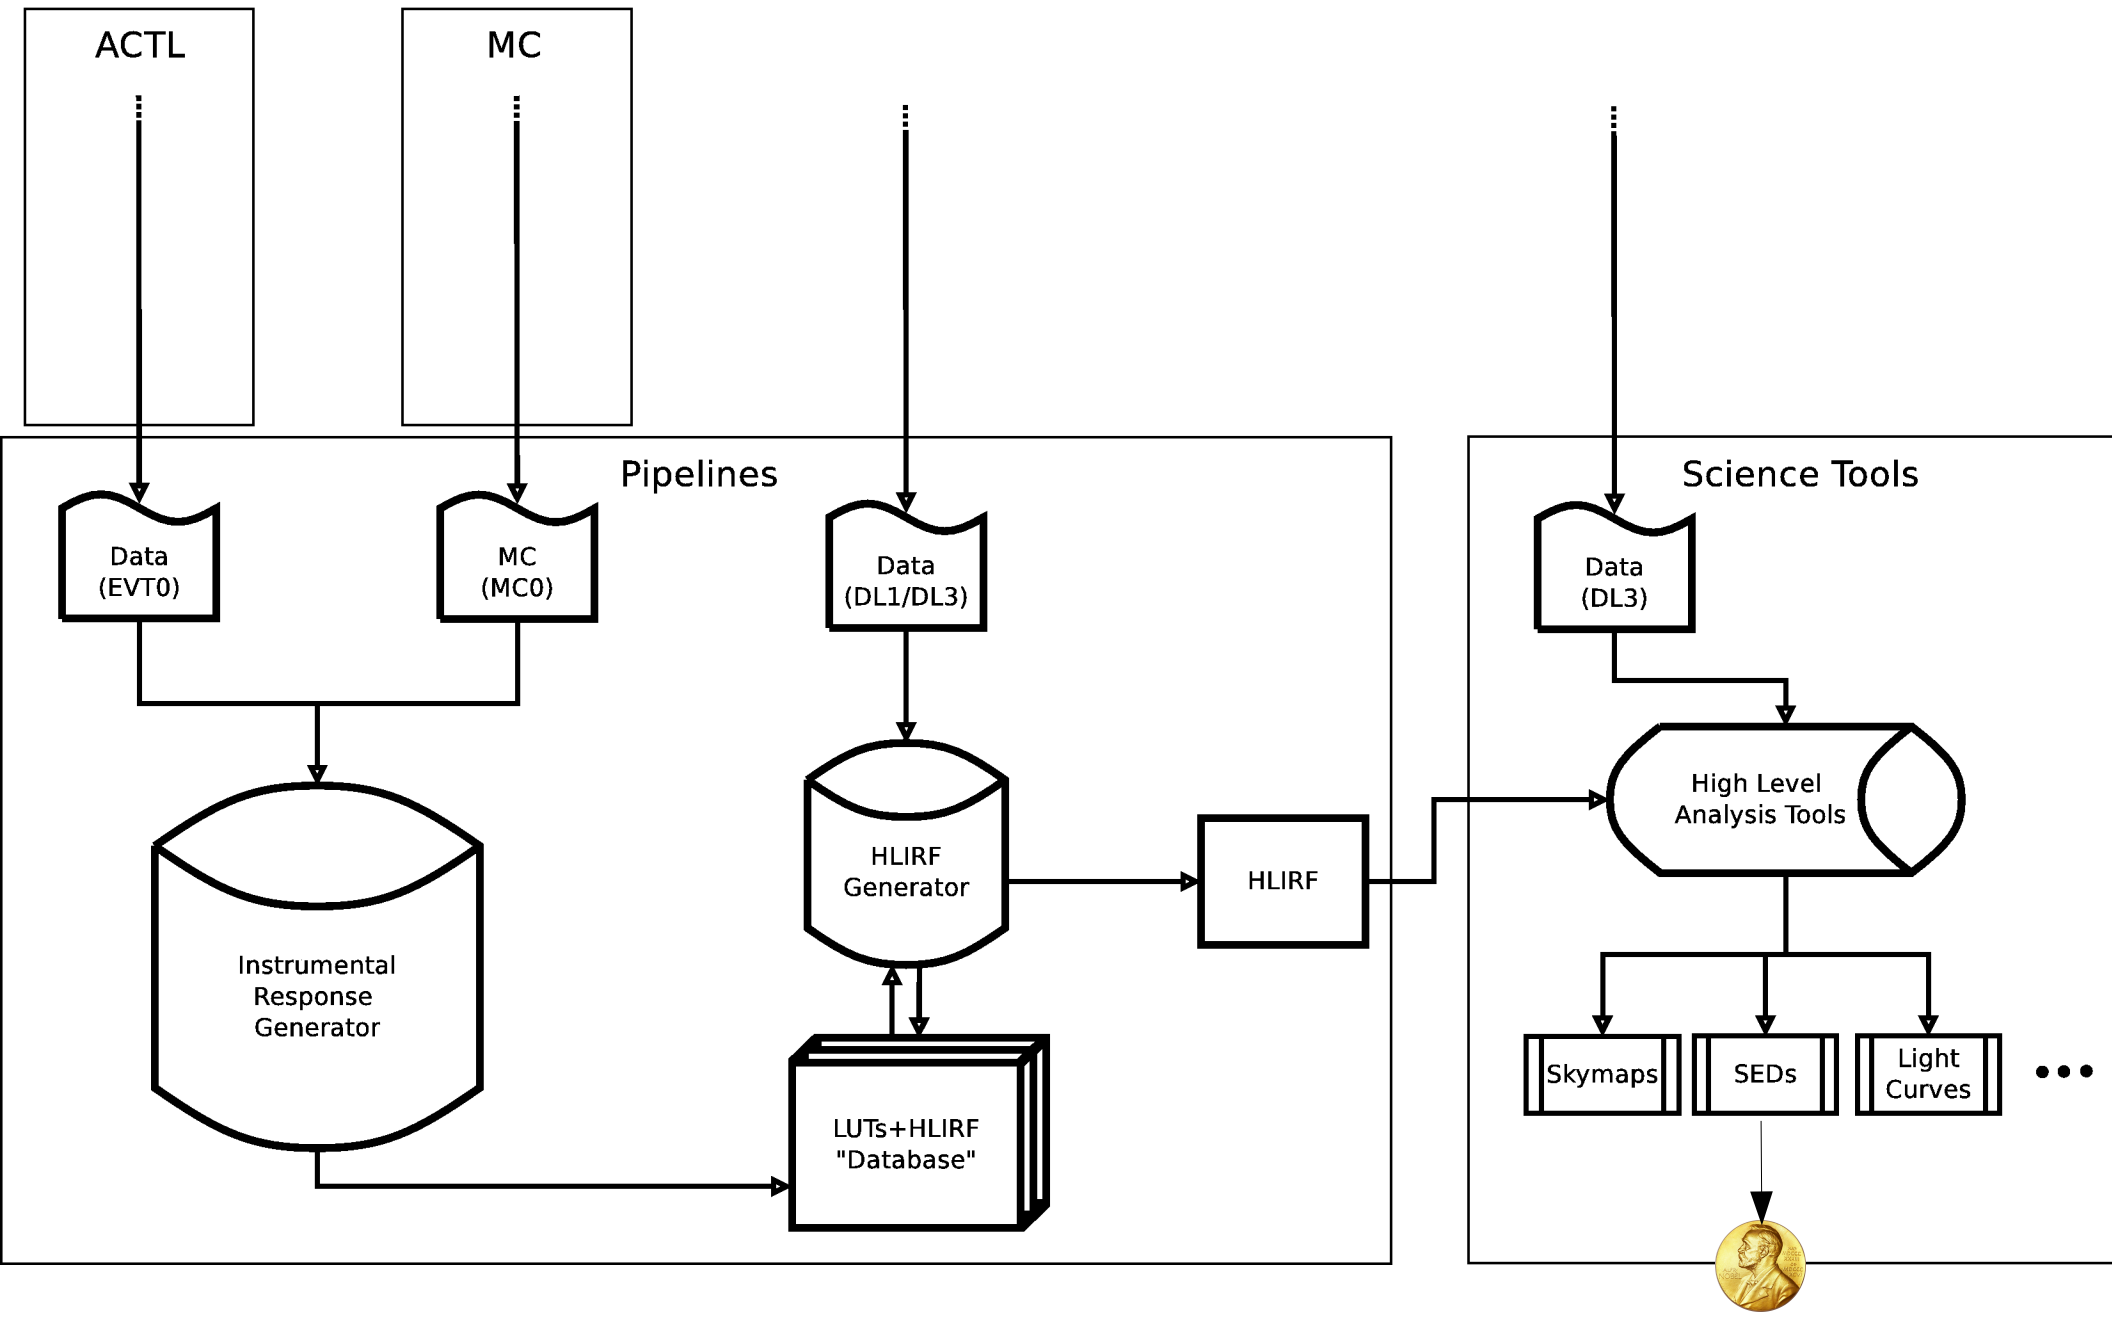 ACTL
MC
Pipelines
Science Tools
Data
(EVT0)
MC
(MC0)
Data
(DL1/DL3)
Data
(DL3)
High Level
Analysis Tools
HLIRF
Generator
HLIRF
Instrumental
Response
Generator
Skymaps
SEDs
Light
Curves
LUTs+HLIRF
"Database"